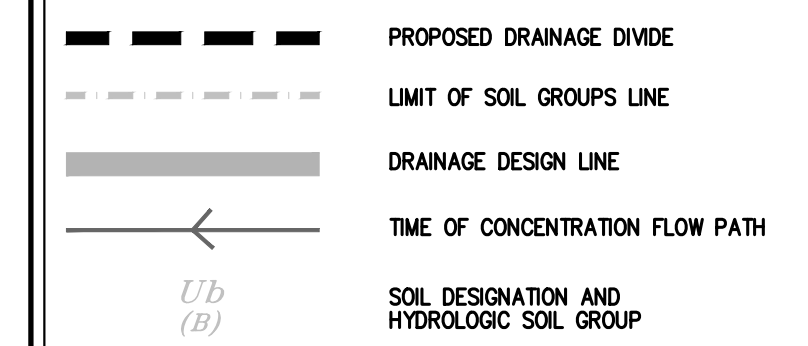 PROPOSED DRAINAGE DIVIDE
LIMIT OF SOIL GROUPS LINE
DRAINAGE DESIGN LINE
TIME OF CONCENTRATION FLOW PATH
Ub
(B)
SOIL DESIGNATION AND
HYDROLOGIC SOIL GROUP